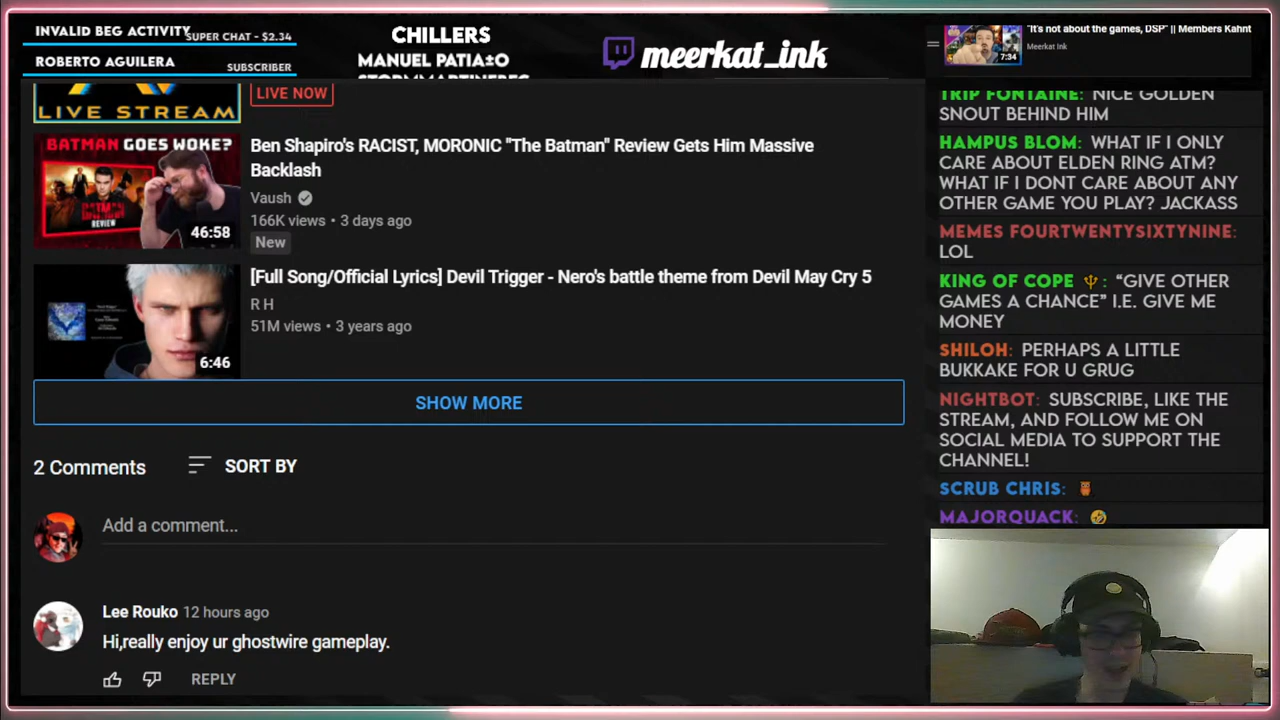 INVALID BEG ACTIVITY
SUPER CHAT - $2.34
ROBERTO AGUILERA
SUBSCRIBER
CHILLERS
MANUEL PATIA±O
STORMMARTINEREG
meerkat_ink
"It's not about the games, DSP" || Members Kahnt
Meerkat Ink
7:34
LIVE STREAM
LIVE NOW
BATMAN GOES WOKE?
REVIEW
46:58
Ben Shapiro's RACIST, MORONIC "The Batman" Review Gets Him Massive
Backlash
Vaush
166K views • 3 days ago
New
6:46
[Full Song/Official Lyrics] Devil Trigger - Nero's battle theme from Devil May Cry 5
R H
51M views • 3 years ago
SHOW MORE
2 Comments
SORT BY
Add a comment...
Lee Rouko 12 hours ago
Hi,really enjoy ur ghostwire gameplay.
REPLY
TRIP FONTAINE: NICE GOLDEN
SNOUT BEHIND HIM
HAMPUS BLOM: WHAT IF I ONLY
CARE ABOUT ELDEN RING ATM?
WHAT IF I DONT CARE ABOUT ANY
OTHER GAME YOU PLAY? JACKASS
MEMES FOURTWENTYSIXTYNINE:
LOL
KING OF COPE 🔱: “GIVE OTHER
GAMES A CHANCE” I.E. GIVE ME
MONEY
SHILOH: PERHAPS A LITTLE
BUKKAKE FOR U GRUG
NIGHTBOT: SUBSCRIBE, LIKE THE
STREAM, AND FOLLOW ME ON
SOCIAL MEDIA TO SUPPORT THE
CHANNEL!
SCRUB CHRIS: 🦉
MAJORQUACK: 🤣